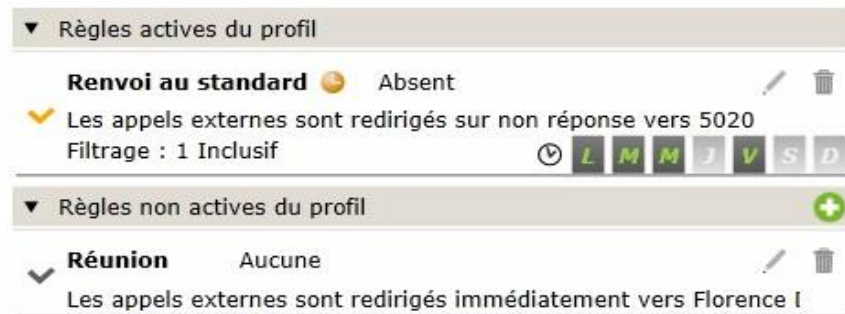 Règles actives du profil
Renvoi au standard Absent
Les appels externes sont redirigés sur non réponse vers 5020
Filtrage : 1 Inclusif L M M J V S D
Règles non actives du profil
Réunion Aucune
Les appels externes sont redirigés immédiatement vers Florence